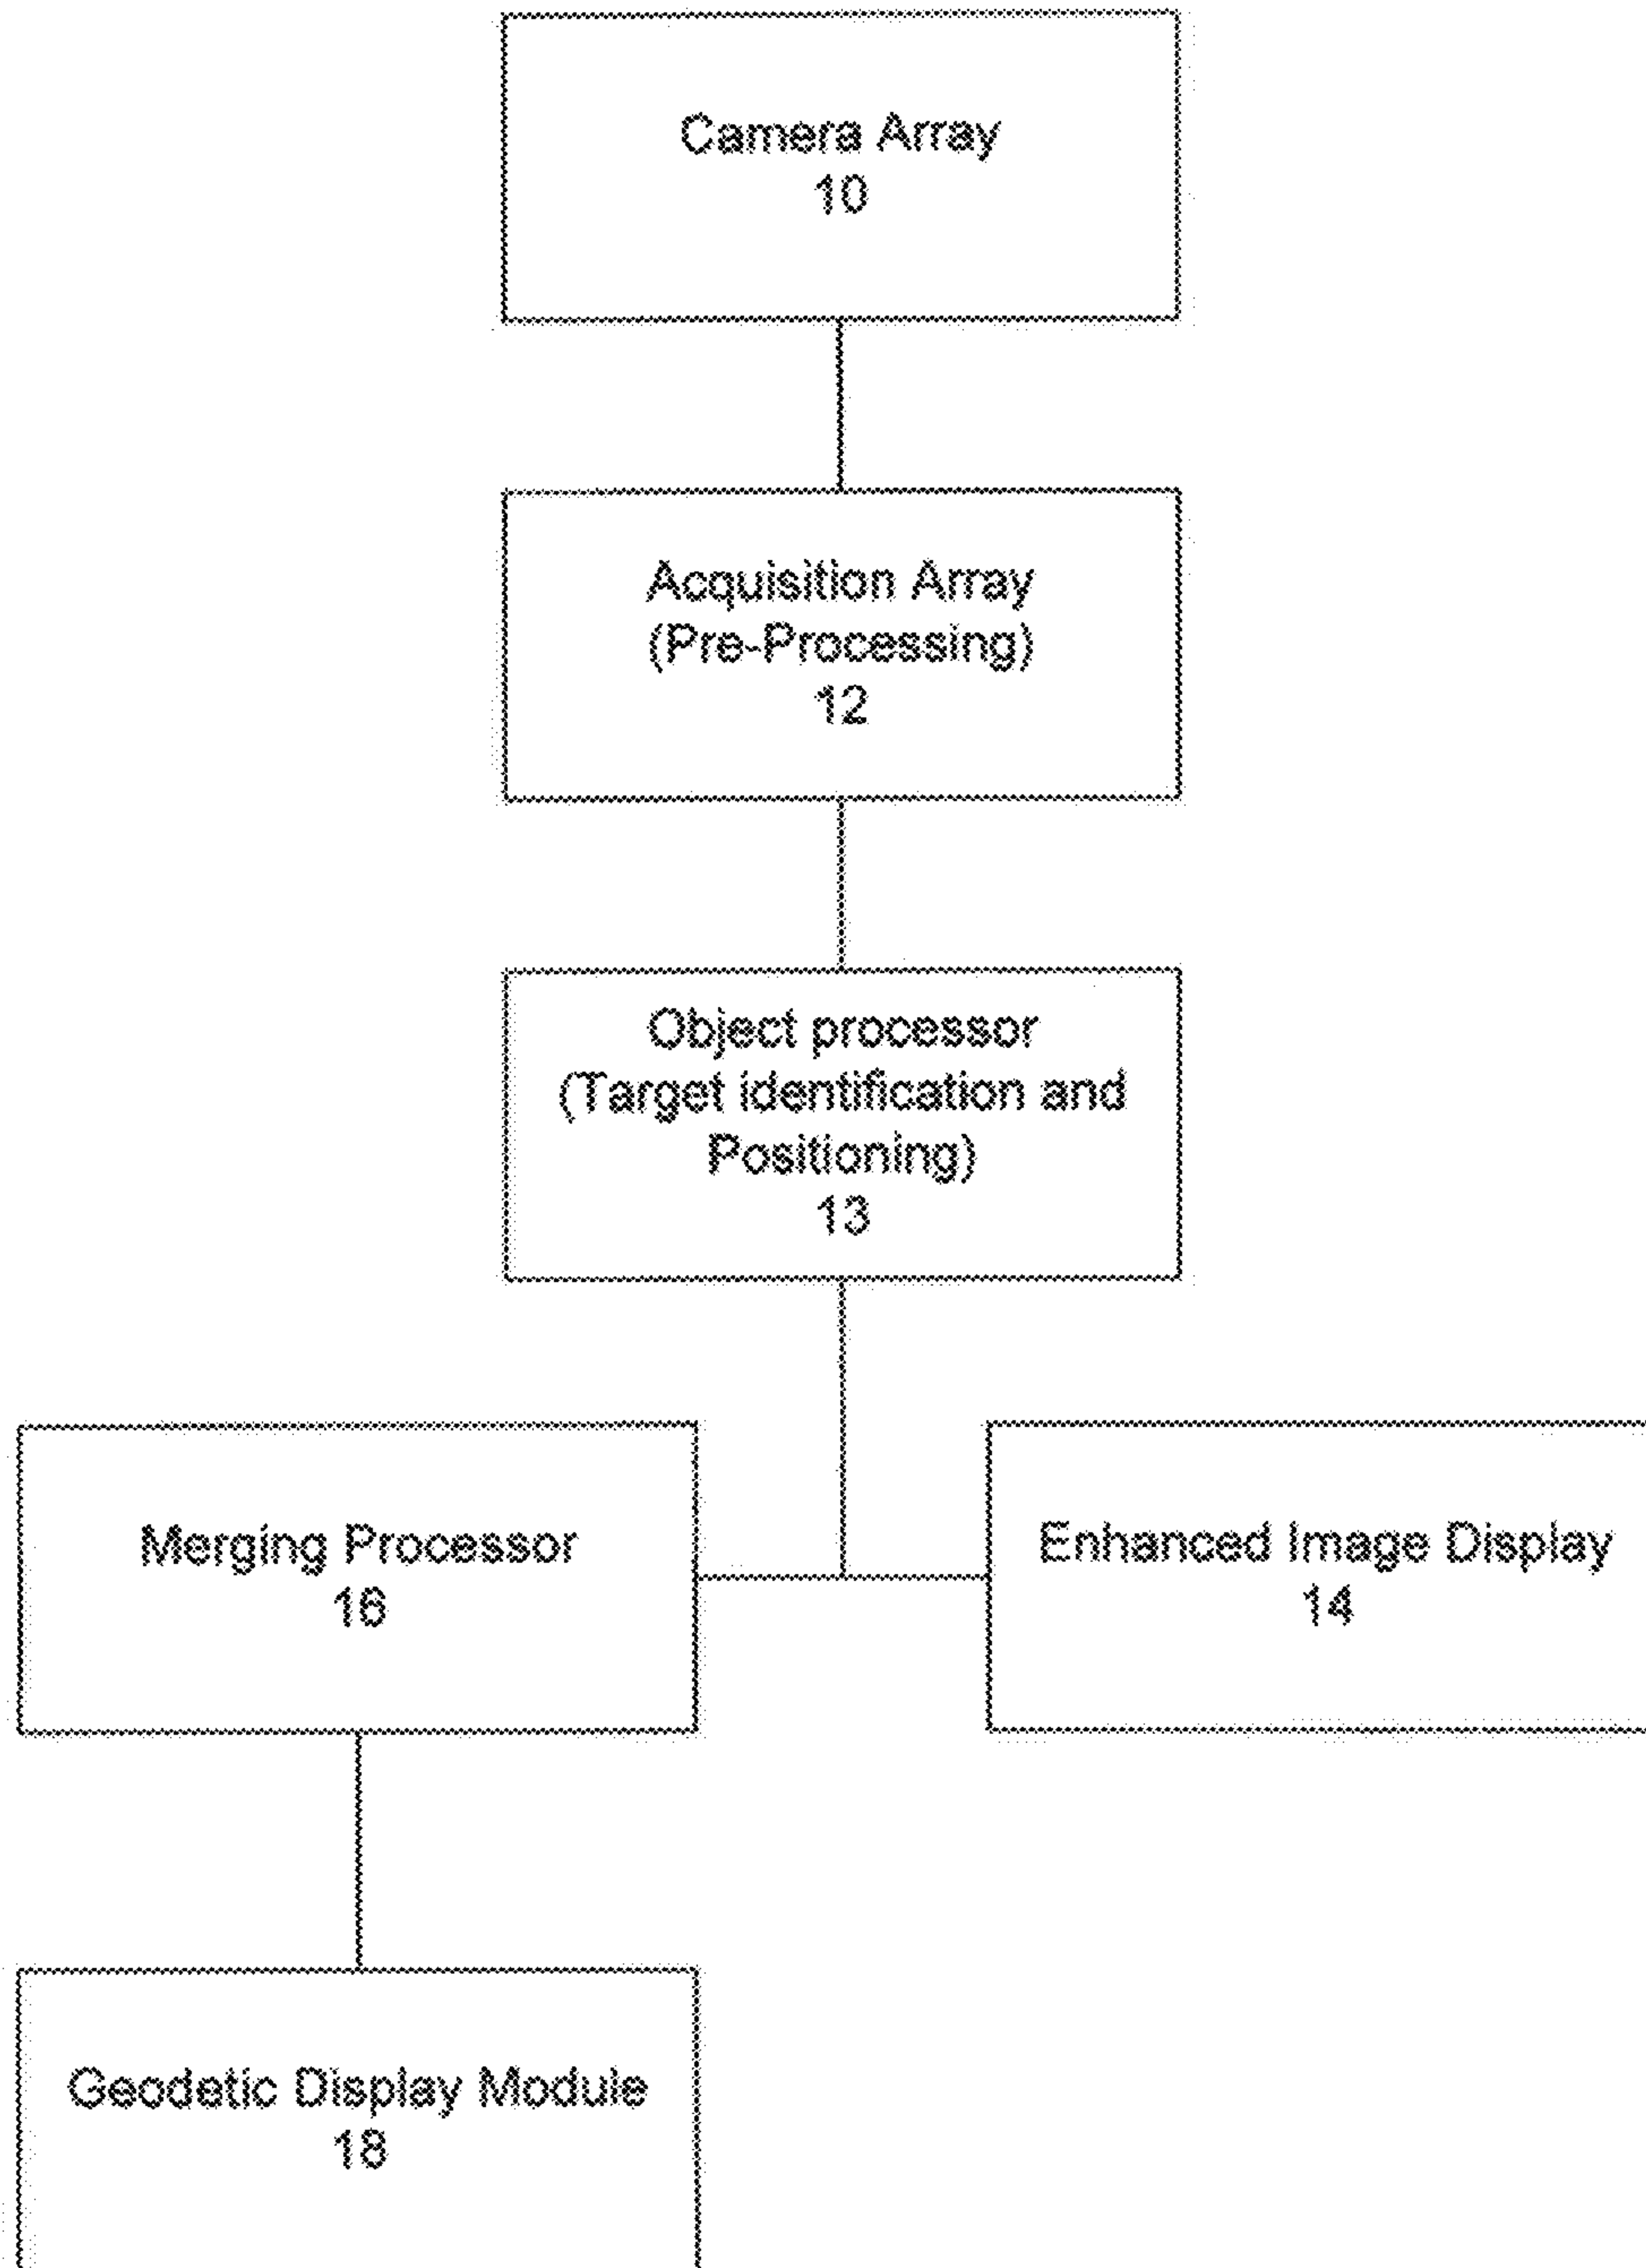 Camera Array
10
Acquisition Array
(Pre-Processing)
12
Object processor
(Target identification and
Positioning)
13
Merging Processor
16
Enhanced Image Display
14
Geodetic Display Module
18